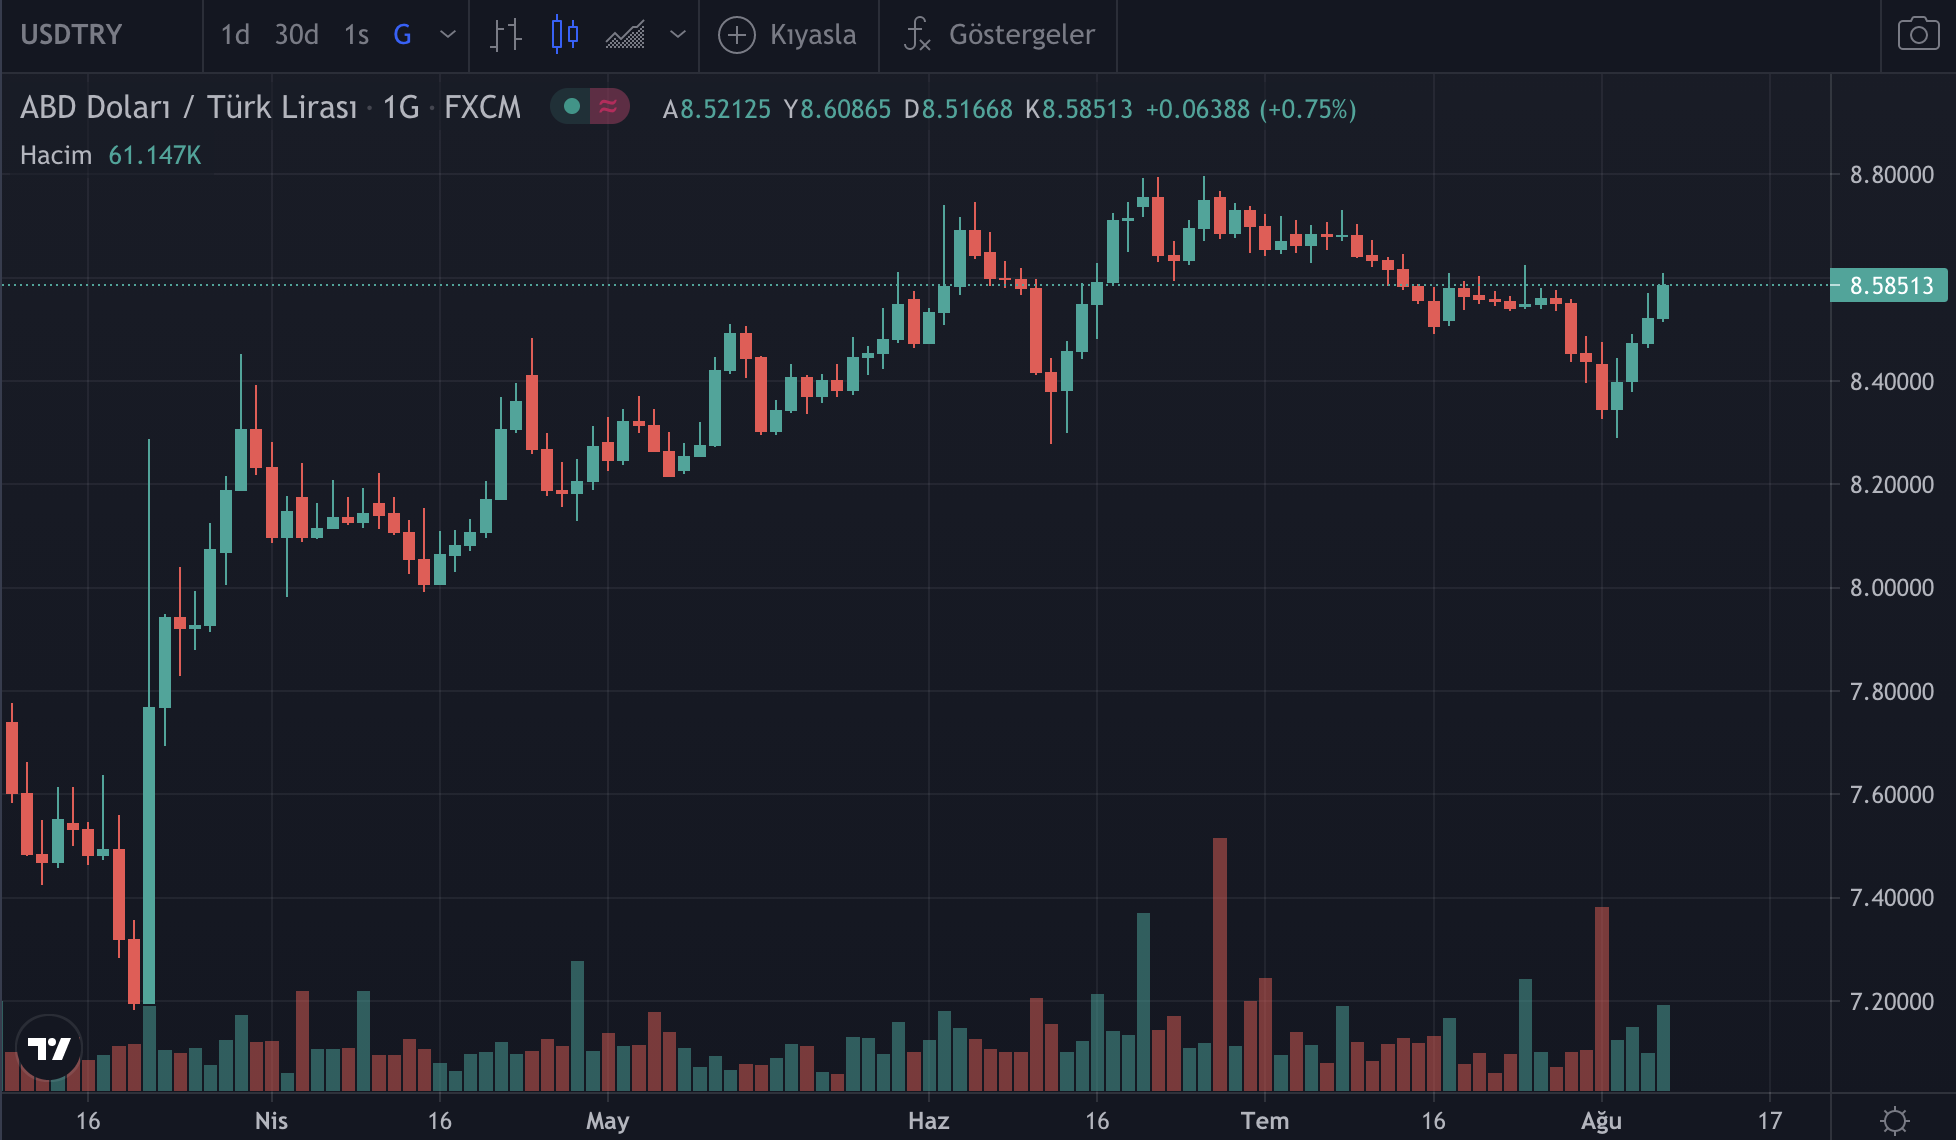 USDTRY 1d 30d 1s G Kıyasla fx Göstergeler
ABD Doları / Türk Lirası · 1G · FXCM A8.52125 Y8.60865 D8.51668 K8.58513 +0.06388 (+0.75%)
Hacim 61.147K
8.80000
8.58513
8.40000
8.20000
8.00000
7.80000
7.60000
7.40000
7.20000
16 Nis 16 May Haz 16 Tem 16 Ağu 17